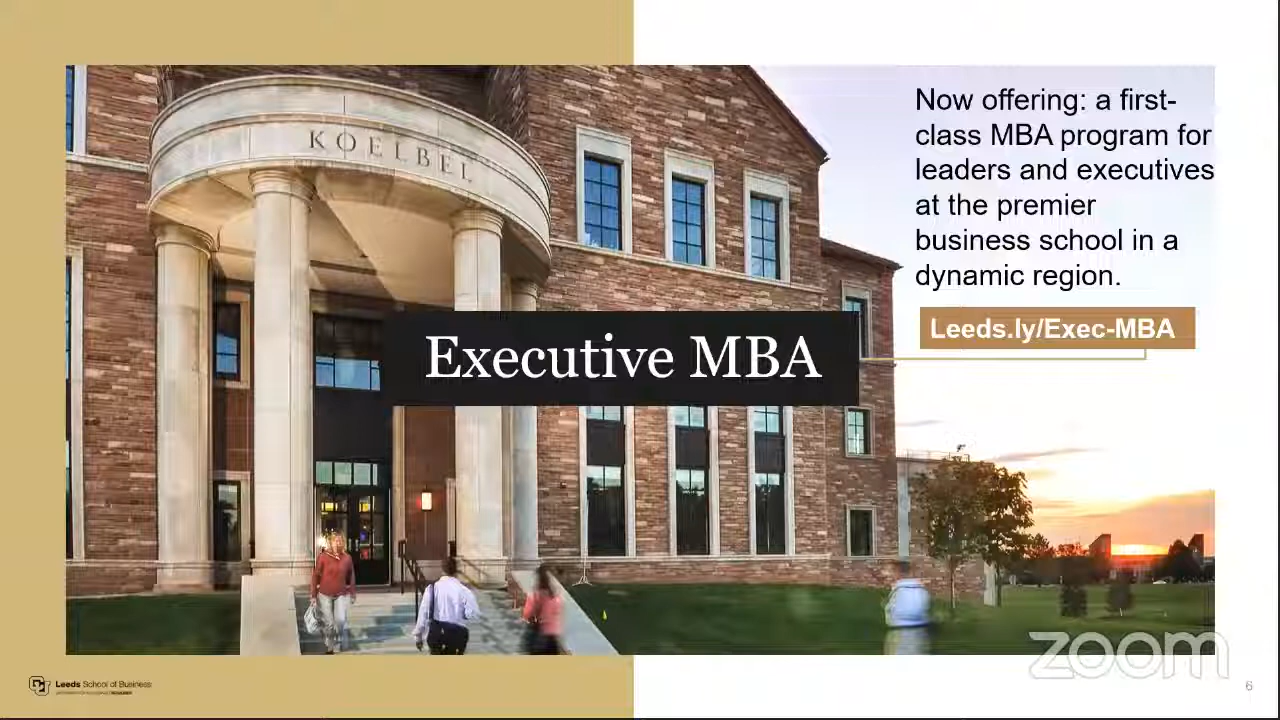 KOELBEL
Now offering: a first-
class MBA program for
leaders and executives
at the premier
business school in a
dynamic region.
Leeds.ly/Exec-MBA
Executive MBA
zoom
Leeds School of Business
6